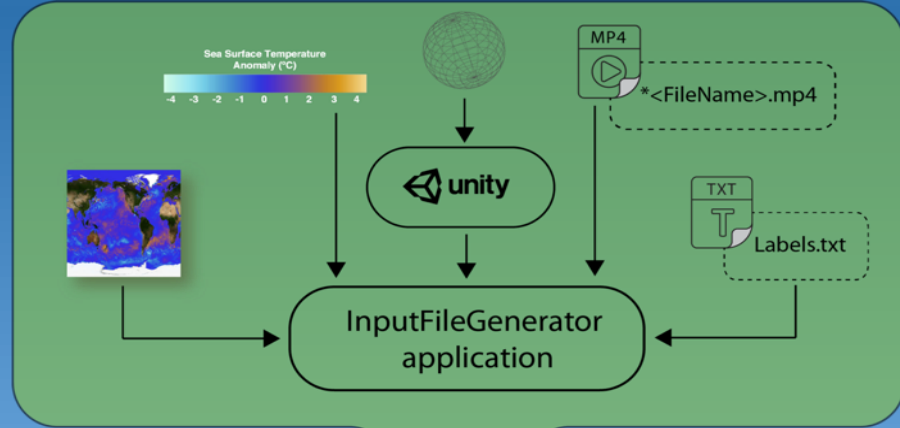 Sea Surface Temperature
Anomaly (°C)
-4 -3 -2 -1 0 1 2 3 4
MP4
*<FileName>.mp4
unity
TXT
T
Labels.txt
InputFileGenerator
application